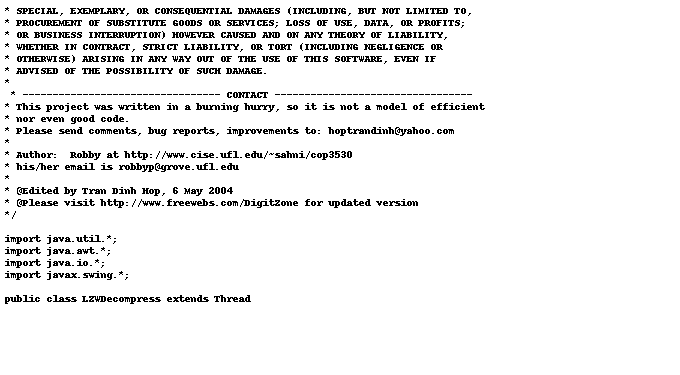 * SPECIAL, EXEMPLARY, OR CONSEQUENTIAL DAMAGES (INCLUDING, BUT NOT LIMITED TO,
* PROCUREMENT OF SUBSTITUTE GOODS OR SERVICES; LOSS OF USE, DATA, OR PROFITS;
* OR BUSINESS INTERRUPTION) HOWEVER CAUSED AND ON ANY THEORY OF LIABILITY,
* WHETHER IN CONTRACT, STRICT LIABILITY, OR TORT (INCLUDING NEGLIGENCE OR
* OTHERWISE) ARISING IN ANY WAY OUT OF THE USE OF THIS SOFTWARE, EVEN IF
* ADVISED OF THE POSSIBILITY OF SUCH DAMAGE.
*
* --------------------------------- CONTACT ---------------------------------
* This project was written in a burning hurry, so it is not a model of efficient
* nor even good code.
* Please send comments, bug reports, improvements to: hoptrandinh@yahoo.com
*
* Author:  Robby at http://www.cise.ufl.edu/~sahni/cop3530
* his/her email is robbyp@grove.ufl.edu
*
* @Edited by Tran Dinh Hop, 6 May 2004
* @Please visit http://www.freewebs.com/DigitZone for updated version
*/
import java.util.*;
import java.awt.*;
import java.io.*;
import javax.swing.*;
public class LZWDecompress extends Thread